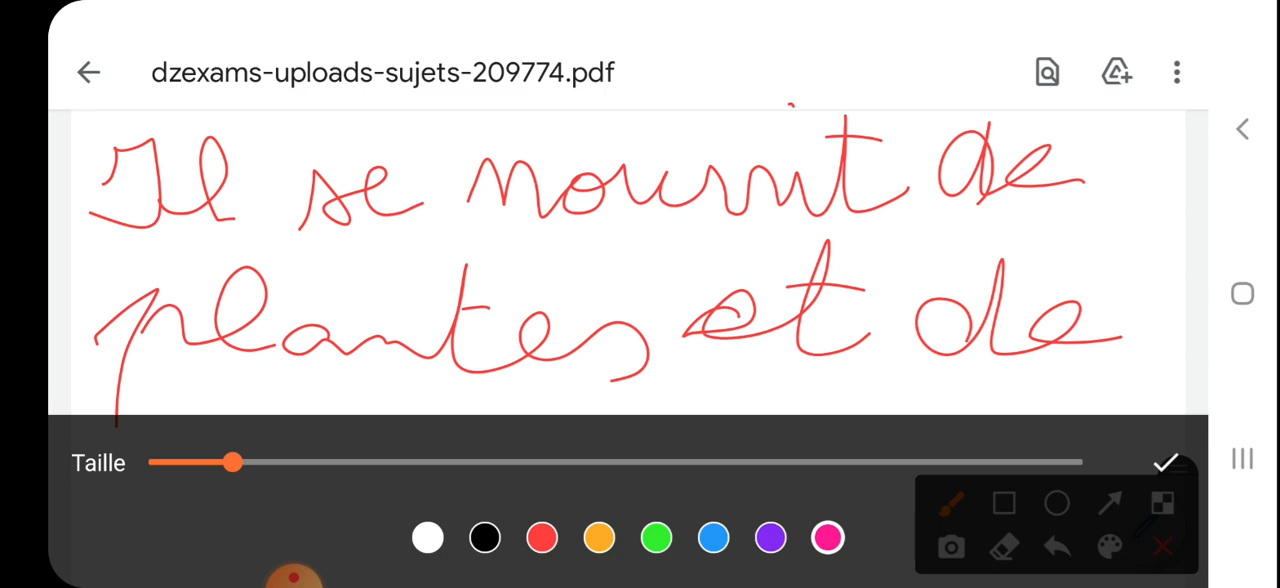 dzexams-uploads-sujets-209774.pdf
Il se nourrit de
plantes et de
Taille